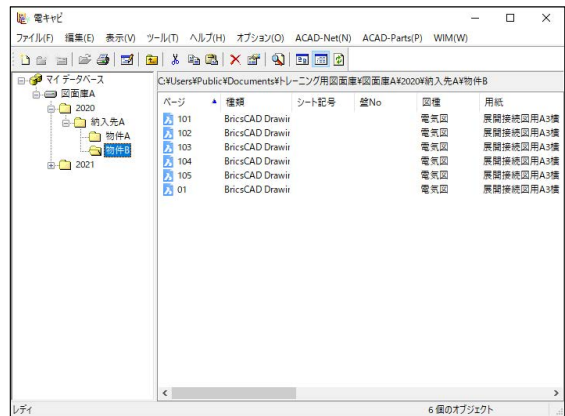 電キャビ
ファイル(F) 編集(E) 表示(V) ツール(T) ヘルプ(H) オプション(O) ACAD-Net(N) ACAD-Parts(P) WIM(W)
マイ データベース
図面庫A
2020
納入先A
物件A
物件B
2021
C:¥Users¥Public¥Documents¥トレーニング用図面庫¥図面庫A¥2020¥納入先A¥物件B
ページ 種類 シート記号 盤No 図種 用紙
101 BricsCAD Drawir 電気図 展開接続図用A3横
102 BricsCAD Drawir 電気図 展開接続図用A3横
103 BricsCAD Drawir 電気図 展開接続図用A3横
104 BricsCAD Drawir 電気図 展開接続図用A3横
105 BricsCAD Drawir 電気図 展開接続図用A3横
01 BricsCAD Drawir 電気図 展開接続図用A3横
レディ 6 個のオブジェクト